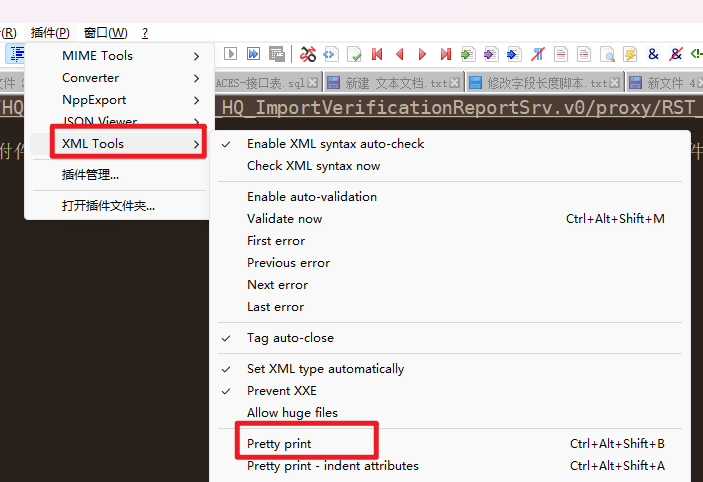 (R) 插件(P) 窗口(W) ?
MIME Tools
Converter
文件 2
ACES-接口表.sql
新建 文本文档.txt
修改字段长度脚本.txt
新文件 4
NppExport
/HQ
_HQ_ImportVerificationReportSrv.v0/proxy/RST_
JSON Viewer
XML Tools
附件
件
插件管理...
打开插件文件夹...
Enable XML syntax auto-check
Check XML syntax now
Enable auto-validation
Validate now Ctrl+Alt+Shift+M
First error
Previous error
Next error
Last error
Tag auto-close
Set XML type automatically
Prevent XXE
Allow huge files
Pretty print Ctrl+Alt+Shift+B
Pretty print - indent attributes Ctrl+Alt+Shift+A